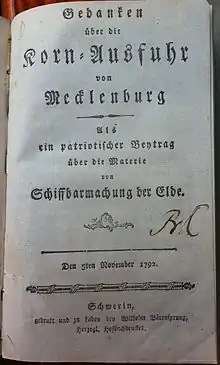 Gedanken
über die
Korn-Ausfuhr
von
Mecklenburg
Als
ein patriotischer Beytrag
über die Materie
von
Schiffbarmachung der Elde.
Den 5ten November 1792.
Schwerin,
gedruckt und zu haben bey Wilhelm Bärensprung,
Herzogl. Hofbuchdrucker.